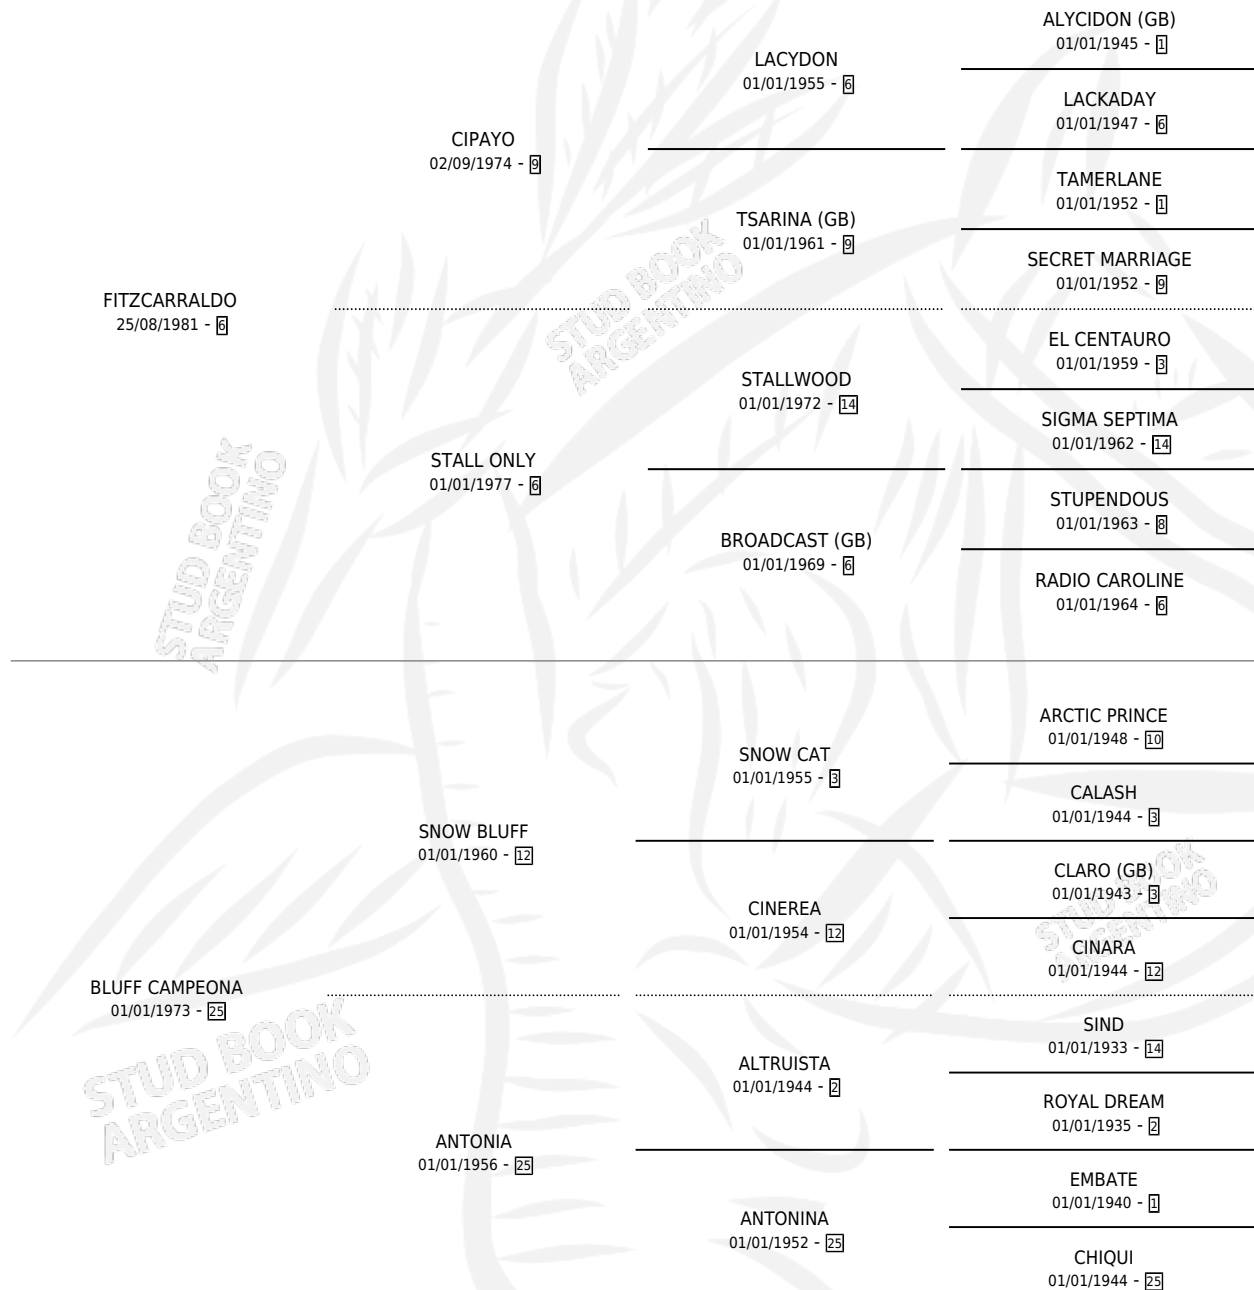 ALYCIDON (GB)
01/01/1945 - 1
LACYDON
01/01/1955 - 6
LACKADAY
01/01/1947 - 6
CIPAYO
02/09/1974 - 9
TAMERLANE
01/01/1952 - 1
TSARINA (GB)
01/01/1961 - 9
SECRET MARRIAGE
01/01/1952 - 9
FITZCARRALDO
25/08/1981 - 6
STUD BOOK
ARGENTINO
EL CENTAURO
01/01/1959 - 3
STALLWOOD
01/01/1972 - 14
SIGMA SEPTIMA
01/01/1962 - 14
STALL ONLY
01/01/1977 - 6
STUPENDOUS
01/01/1963 - 8
BROADCAST (GB)
01/01/1969 - 6
RADIO CAROLINE
01/01/1964 - 6
STUD BOOK
ARGENTINO
ARCTIC PRINCE
01/01/1948 - 10
SNOW CAT
01/01/1955 - 3
CALASH
01/01/1944 - 3
SNOW BLUFF
01/01/1960 - 12
CLARO (GB)
01/01/1943 - 3
CINEREA
01/01/1954 - 12
CINARA
01/01/1944 - 12
STUD BOOK
ARGENTINO
BLUFF CAMPEONA
01/01/1973 - 25
SIND
01/01/1933 - 14
ALTRUISTA
01/01/1944 - 2
ROYAL DREAM
01/01/1935 - 2
STUD BOOK
ARGENTINO
ANTONIA
01/01/1956 - 25
EMBATE
01/01/1940 - 1
ANTONINA
01/01/1952 - 25
CHIQUI
01/01/1944 - 25